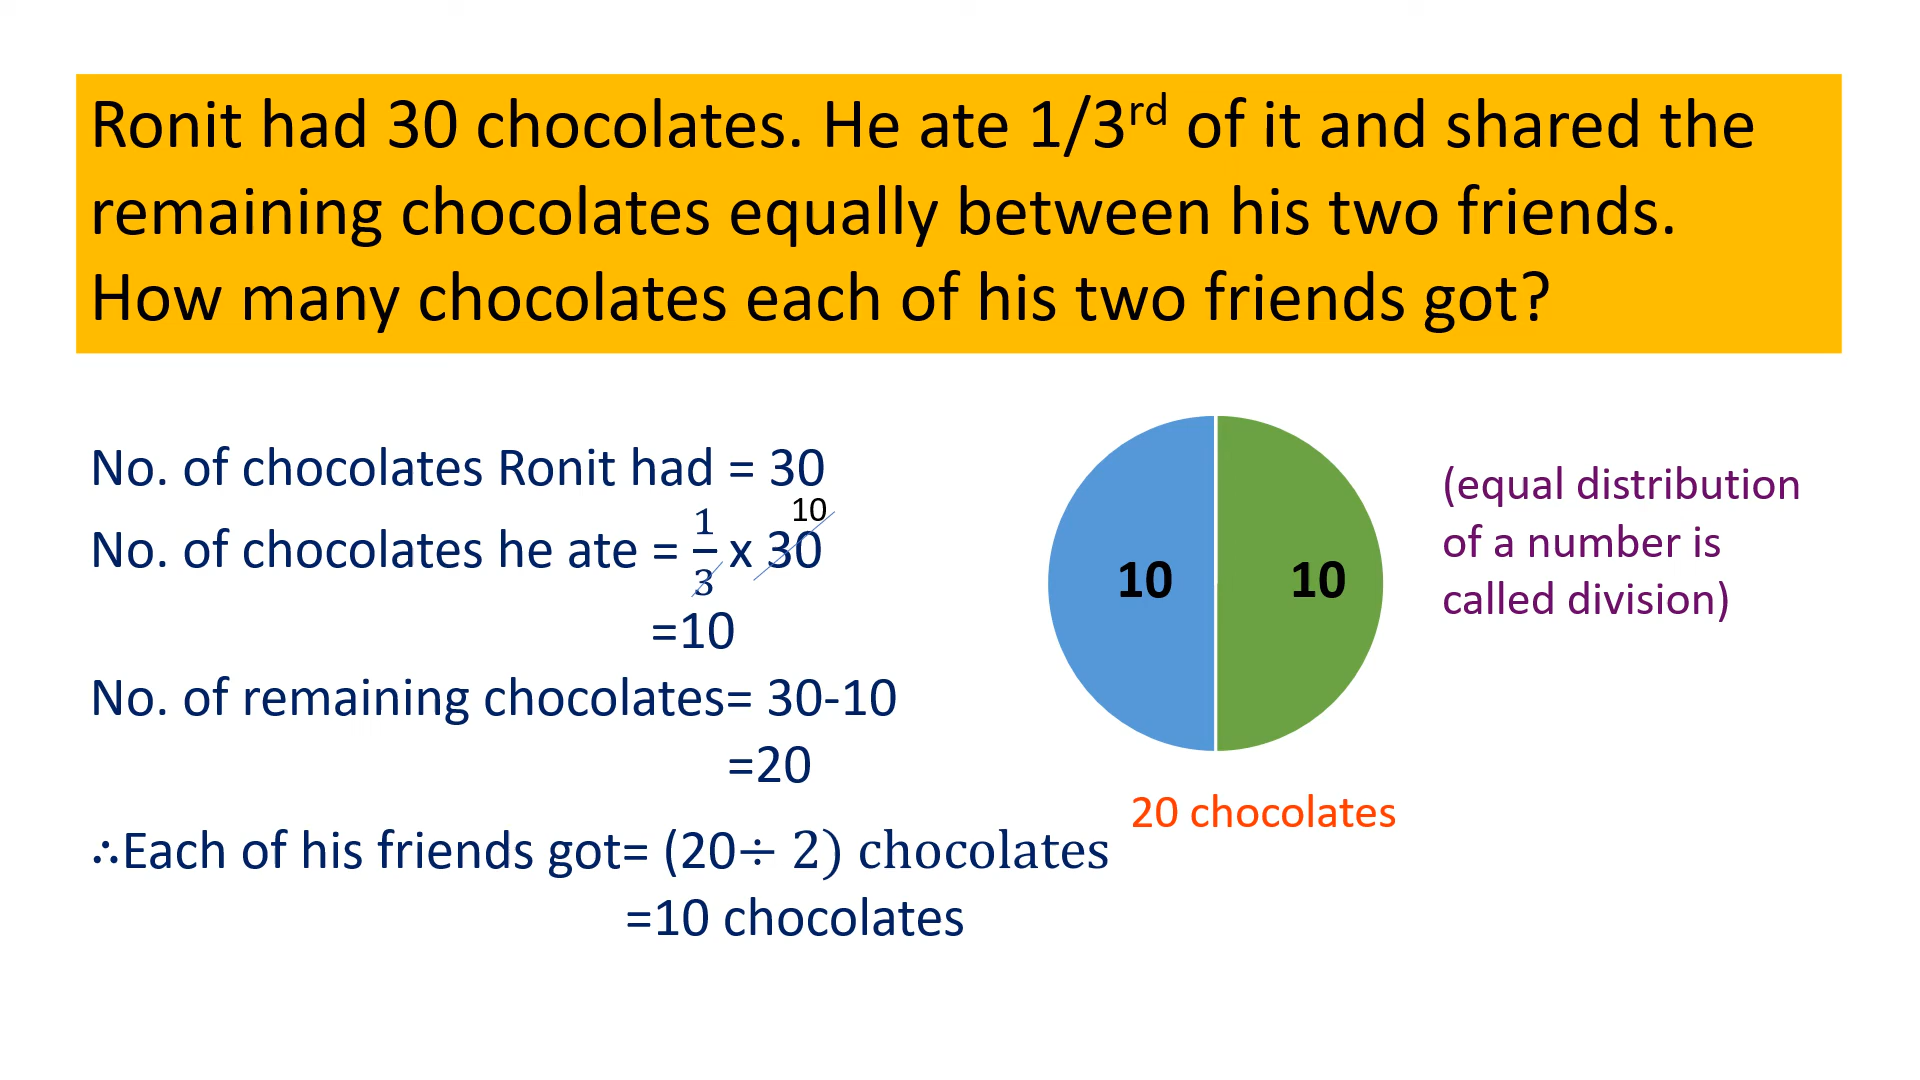 Ronit had 30 chocolates. He ate 1/3rd of it and shared the
remaining chocolates equally between his two friends.
How many chocolates each of his two friends got?
No. of chocolates Ronit had = 30
10
No. of chocolates he ate = 1/3 x 30
=10
No. of remaining chocolates= 30-10
=20
∴Each of his friends got= (20÷ 2) chocolates
=10 chocolates
10 10
20 chocolates
(equal distribution
of a number is
called division)